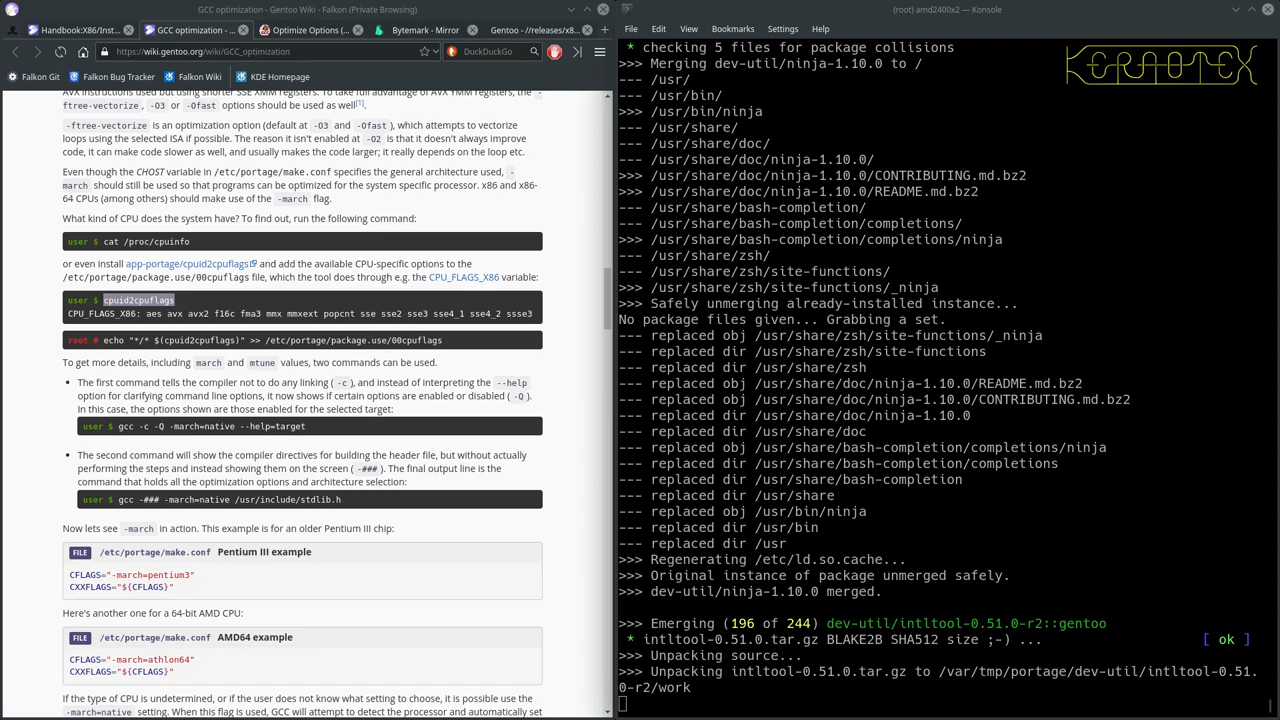 GCC optimization - Gentoo Wiki - Falkon (Private Browsing)
Handbook:X86/Inst...
GCC optimization - ...
Optimize Options (...
Bytemark - Mirror
Gentoo - //releases/x8...
https://wiki.gentoo.org/wiki/GCC_optimization
DuckDuckGo
Falkon Git
Falkon Bug Tracker
Falkon Wiki
KDE Homepage
AVX instructions used but using shorter SSE XMM registers. To take full advantage of AVX YMM registers, the -
ftree-vectorize, -O3 or -Ofast options should be used as well[1].
-ftree-vectorize is an optimization option (default at -O3 and -Ofast), which attempts to vectorize
loops using the selected ISA if possible. The reason it isn't enabled at -O2 is that it doesn't always improve
code, it can make code slower as well, and usually makes the code larger; it really depends on the loop etc.
Even though the CHOST variable in /etc/portage/make.conf specifies the general architecture used, -
march should still be used so that programs can be optimized for the system specific processor. x86 and x86-
64 CPUs (among others) should make use of the -march flag.
What kind of CPU does the system have? To find out, run the following command:
user $ cat /proc/cpuinfo
or even install app-portage/cpuid2cpuflags and add the available CPU-specific options to the
/etc/portage/package.use/00cpuflags file, which the tool does through e.g. the CPU_FLAGS_X86 variable:
user $ cpuid2cpuflags
CPU_FLAGS_X86: aes avx avx2 f16c fma3 mmx mmxext popcnt sse sse2 sse3 sse4_1 sse4_2 ssse3
root # echo "*/* $(cpuid2cpuflags)" >> /etc/portage/package.use/00cpuflags
To get more details, including march and mtune values, two commands can be used.
• The first command tells the compiler not to do any linking (-c), and instead of interpreting the --help
option for clarifying command line options, it now shows if certain options are enabled or disabled (-Q).
In this case, the options shown are those enabled for the selected target:
user $ gcc -c -Q -march=native --help=target
• The second command will show the compiler directives for building the header file, but without actually
performing the steps and instead showing them on the screen (-###). The final output line is the
command that holds all the optimization options and architecture selection:
user $ gcc -### -march=native /usr/include/stdlib.h
Now lets see -march in action. This example is for an older Pentium III chip:
FILE /etc/portage/make.conf Pentium III example
CFLAGS="-march=pentium3"
CXXFLAGS="${CFLAGS}"
Here's another one for a 64-bit AMD CPU:
FILE /etc/portage/make.conf AMD64 example
CFLAGS="-march=athlon64"
CXXFLAGS="${CFLAGS}"
If the type of CPU is undetermined, or if the user does not know what setting to choose, it is possible use the
-march=native setting. When this flag is used, GCC will attempt to detect the processor and automatically set
(root) amd2400x2 — Konsole
File Edit View Bookmarks Settings Help
KERAOTEX
* checking 5 files for package collisions
>>> Merging dev-util/ninja-1.10.0 to /
--- /usr/
--- /usr/bin/
>>> /usr/bin/ninja
--- /usr/share/
--- /usr/share/doc/
--- /usr/share/doc/ninja-1.10.0/
>>> /usr/share/doc/ninja-1.10.0/CONTRIBUTING.md.bz2
>>> /usr/share/doc/ninja-1.10.0/README.md.bz2
--- /usr/share/bash-completion/
--- /usr/share/bash-completion/completions/
>>> /usr/share/bash-completion/completions/ninja
--- /usr/share/zsh/
--- /usr/share/zsh/site-functions/
>>> /usr/share/zsh/site-functions/_ninja
>>> Safely unmerging already-installed instance...
No package files given... Grabbing a set.
--- replaced obj /usr/share/zsh/site-functions/_ninja
--- replaced dir /usr/share/zsh/site-functions
--- replaced dir /usr/share/zsh
--- replaced obj /usr/share/doc/ninja-1.10.0/README.md.bz2
--- replaced obj /usr/share/doc/ninja-1.10.0/CONTRIBUTING.md.bz2
--- replaced dir /usr/share/doc/ninja-1.10.0
--- replaced dir /usr/share/doc
--- replaced obj /usr/share/bash-completion/completions/ninja
--- replaced dir /usr/share/bash-completion/completions
--- replaced dir /usr/share/bash-completion
--- replaced dir /usr/share
--- replaced obj /usr/bin/ninja
--- replaced dir /usr/bin
--- replaced dir /usr
>>> Regenerating /etc/ld.so.cache...
>>> Original instance of package unmerged safely.
>>> dev-util/ninja-1.10.0 merged.
>>> Emerging (196 of 244) dev-util/intltool-0.51.0-r2::gentoo
* intltool-0.51.0.tar.gz BLAKE2B SHA512 size ;-) ... [ ok ]
>>> Unpacking source...
>>> Unpacking intltool-0.51.0.tar.gz to /var/tmp/portage/dev-util/intltool-0.51.
0-r2/work